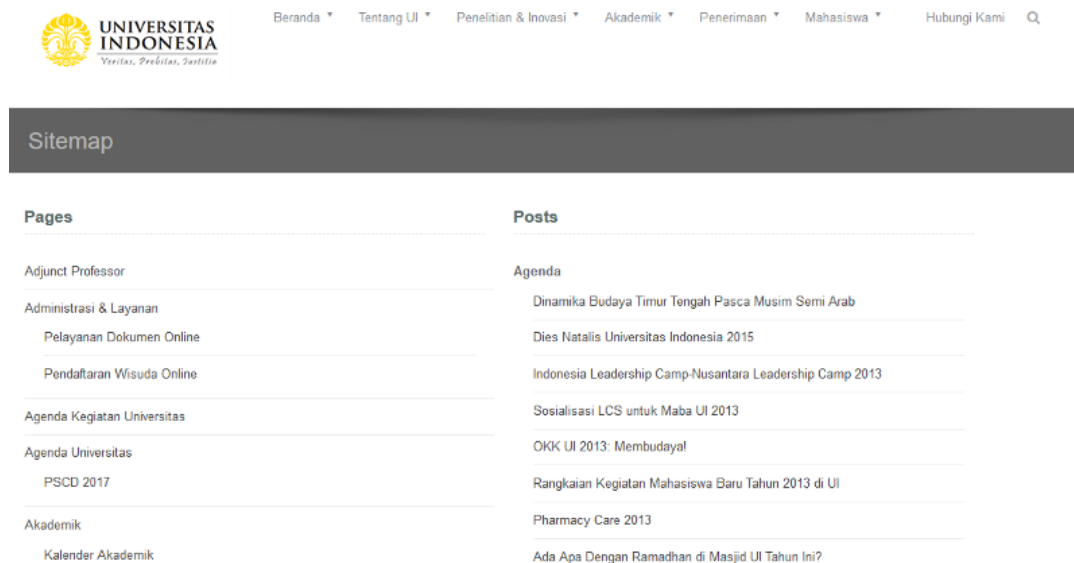 UNIVERSITAS
INDONESIA
Veritas, Probitas, Justitia
Beranda Tentang UI Penelitian & Inovasi Akademik Penerimaan Mahasiswa Hubungi Kami
Sitemap
Pages
Adjunct Professor
Administrasi & Layanan
Pelayanan Dokumen Online
Pendaftaran Wisuda Online
Agenda Kegiatan Universitas
Agenda Universitas
PSCD 2017
Akademik
Kalender Akademik
Posts
Agenda
Dinamika Budaya Timur Tengah Pasca Musim Semi Arab
Dies Natalis Universitas Indonesia 2015
Indonesia Leadership Camp-Nusantara Leadership Camp 2013
Sosialisasi LCS untuk Maba UI 2013
OKK UI 2013: Membudaya!
Rangkaian Kegiatan Mahasiswa Baru Tahun 2013 di UI
Pharmacy Care 2013
Ada Apa Dengan Ramadhan di Masjid UI Tahun Ini?